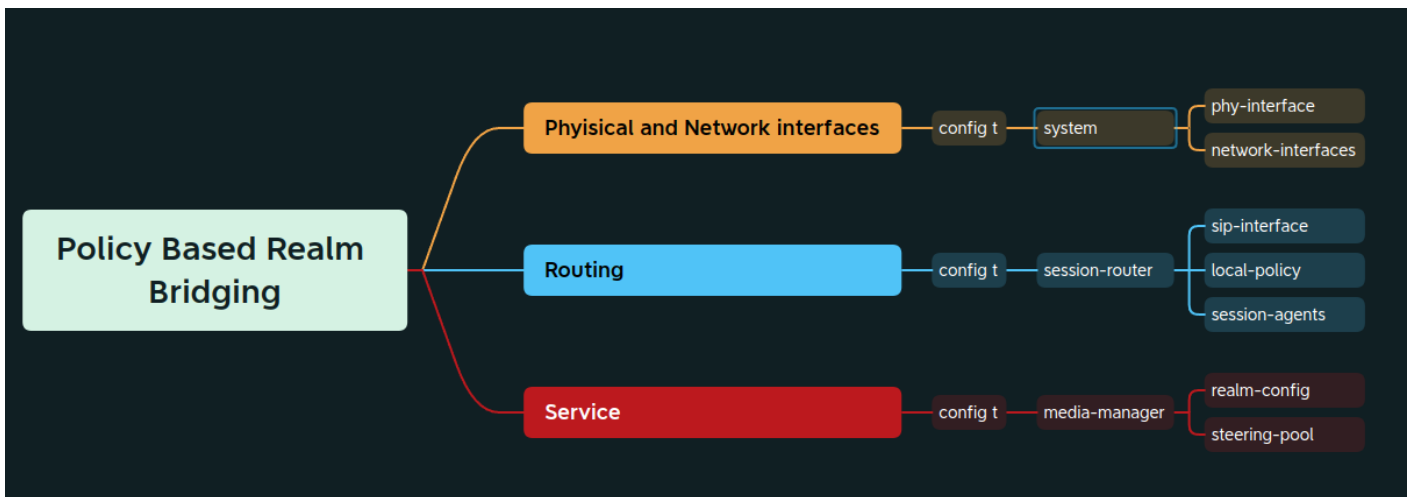 Policy Based Realm
Bridging
Phyisical and Network interfaces
config t
system
phy-interface
network-interfaces
Routing
config t
session-router
sip-interface
local-policy
session-agents
Service
config t
media-manager
realm-config
steering-pool